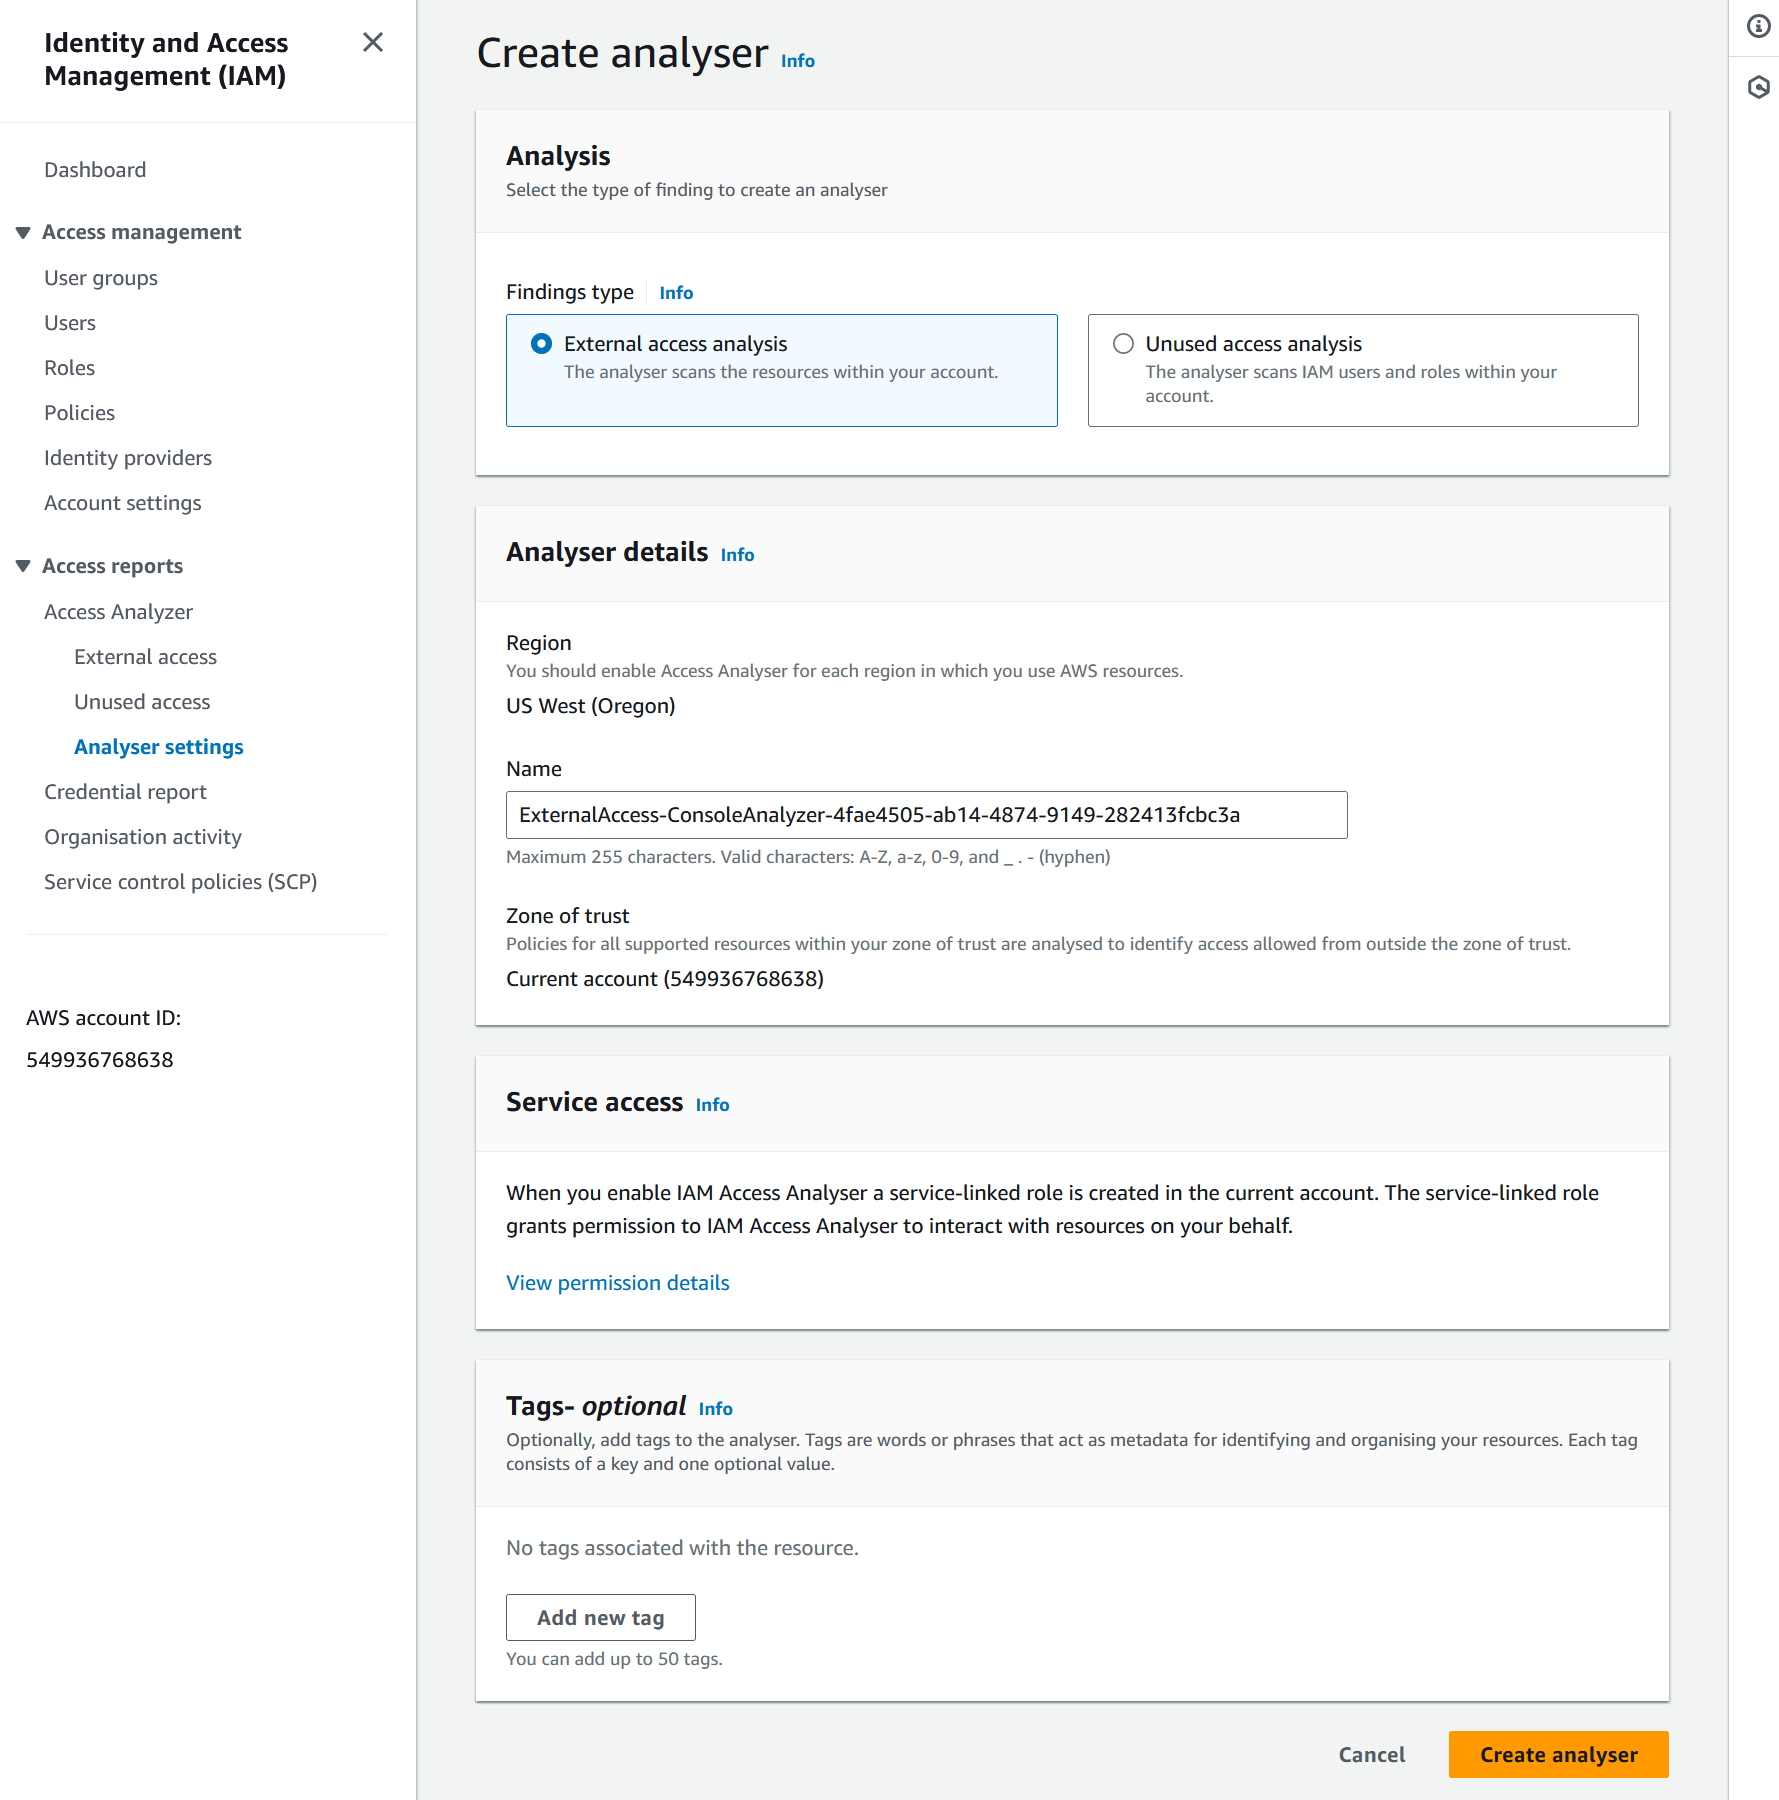 Identity and Access
Management (IAM)
Dashboard
Access management
User groups
Users
Roles
Policies
Identity providers
Account settings
Access reports
Access Analyzer
External access
Unused access
Analyser settings
Credential report
Organisation activity
Service control policies (SCP)
AWS account ID:
549936768638
Create analyser Info
Analysis
Select the type of finding to create an analyser
Findings type Info
External access analysis
The analyser scans the resources within your account.
Unused access analysis
The analyser scans IAM users and roles within your
account.
Analyser details Info
Region
You should enable Access Analyser for each region in which you use AWS resources.
US West (Oregon)
Name
ExternalAccess-ConsoleAnalyzer-4fae4505-ab14-4874-9149-282413fcbc3a
Maximum 255 characters. Valid characters: A-Z, a-z, 0-9, and _ . - (hyphen)
Zone of trust
Policies for all supported resources within your zone of trust are analysed to identify access allowed from outside the zone of trust.
Current account (549936768638)
Service access Info
When you enable IAM Access Analyser a service-linked role is created in the current account. The service-linked role
grants permission to IAM Access Analyser to interact with resources on your behalf.
View permission details
Tags- optional Info
Optionally, add tags to the analyser. Tags are words or phrases that act as metadata for identifying and organising your resources. Each tag
consists of a key and one optional value.
No tags associated with the resource.
Add new tag
You can add up to 50 tags.
Cancel
Create analyser